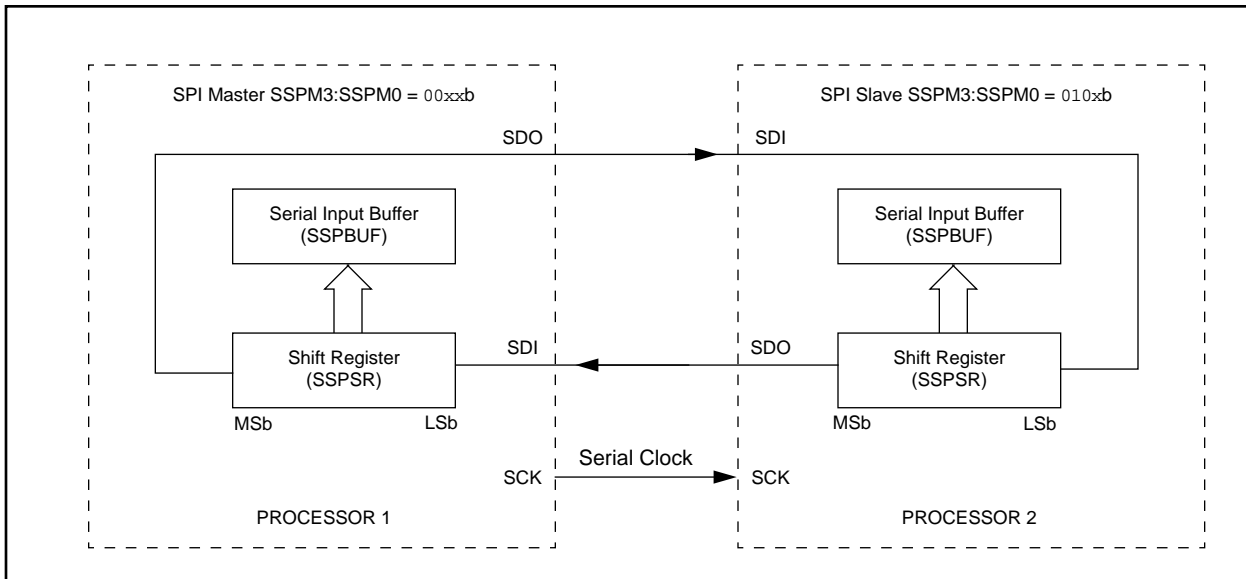 SPI Master SSPM3:SSPM0 = 00xxb
SPI Slave SSPM3:SSPM0 = 010xb
SDO
SDI
Serial Input Buffer
(SSPBUF)
Serial Input Buffer
(SSPBUF)
Shift Register
(SSPSR)
SDI
SDO
Shift Register
(SSPSR)
MSb
LSb
MSb
LSb
Serial Clock
SCK
SCK
PROCESSOR 1
PROCESSOR 2